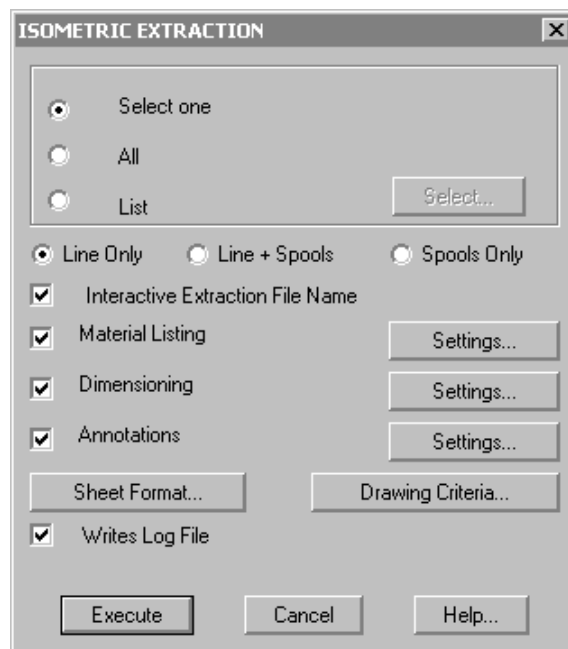 ISOMETRIC EXTRACTION
Select one
All
List
Select...
Line Only Line + Spools Spools Only
Interactive Extraction File Name
Material Listing Settings...
Dimensioning Settings...
Annotations Settings...
Sheet Format... Drawing Criteria...
Writes Log File
Execute Cancel Help...